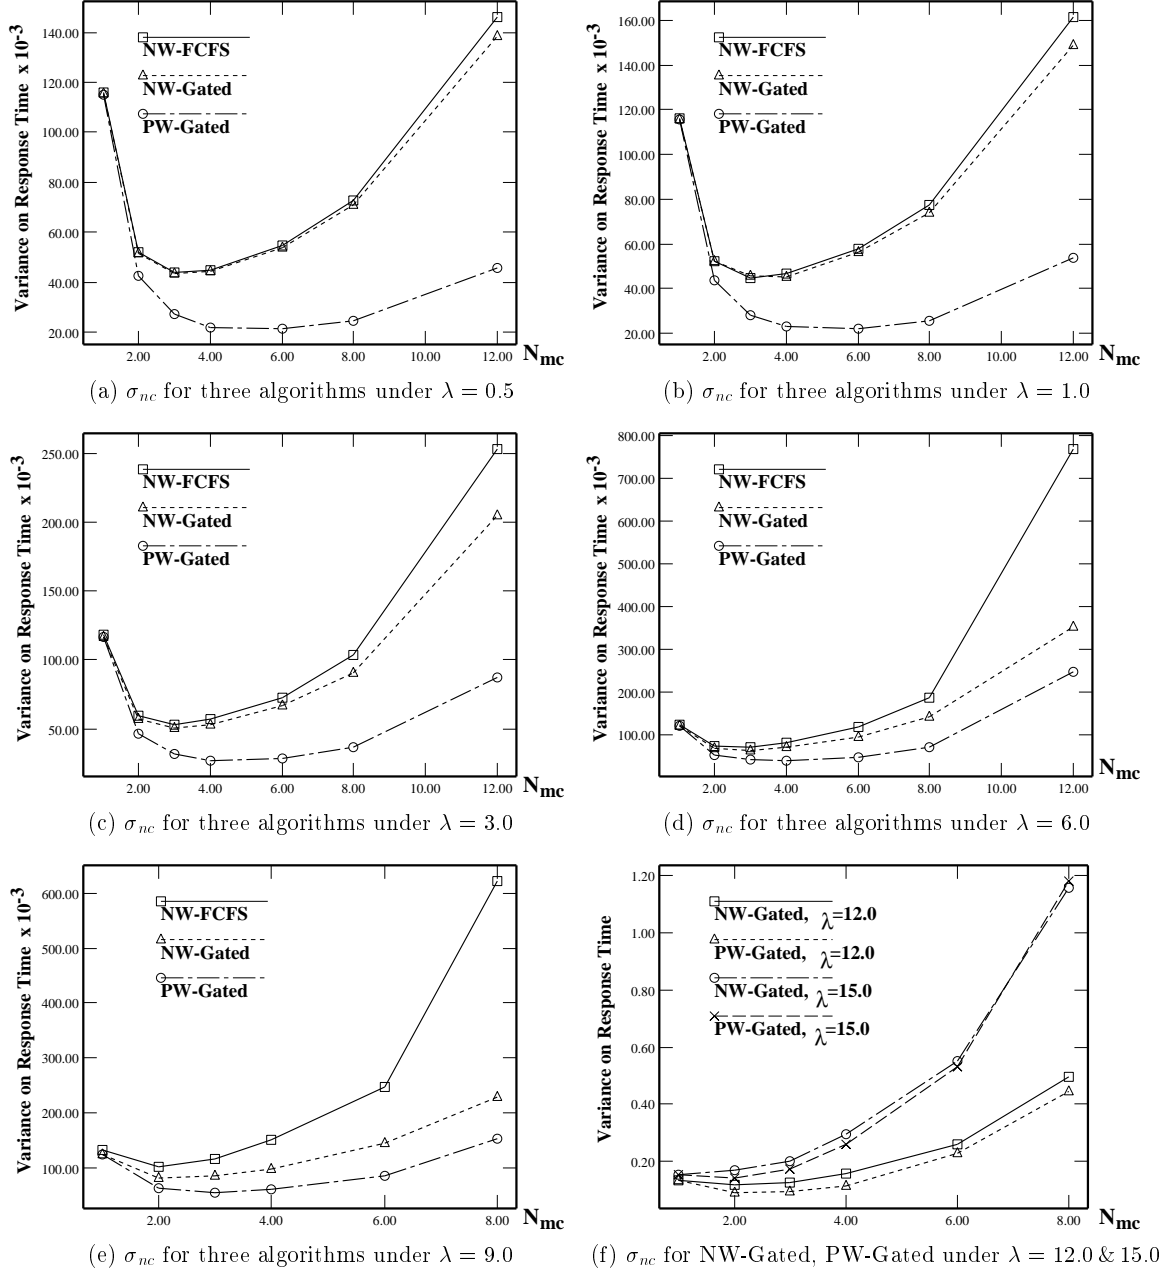 Variance on Response Time x 10-3
140.00
120.00
100.00
80.00
60.00
40.00
20.00
NW-FCFS
NW-Gated
PW-Gated
2.00 4.00 6.00 8.00 10.00 12.00 Nmc
(a) σnc for three algorithms under λ = 0.5
Variance on Response Time x 10-3
160.00
140.00
120.00
100.00
80.00
60.00
40.00
20.00
NW-FCFS
NW-Gated
PW-Gated
2.00 4.00 6.00 8.00 10.00 12.00 Nmc
(b) σnc for three algorithms under λ = 1.0
Variance on Response Time x 10-3
250.00
200.00
150.00
100.00
50.00
NW-FCFS
NW-Gated
PW-Gated
2.00 4.00 6.00 8.00 10.00 12.00 Nmc
(c) σnc for three algorithms under λ = 3.0
Variance on Response Time x 10-3
800.00
700.00
600.00
500.00
400.00
300.00
200.00
100.00
NW-FCFS
NW-Gated
PW-Gated
2.00 4.00 6.00 8.00 10.00 12.00 Nmc
(d) σnc for three algorithms under λ = 6.0
Variance on Response Time x 10-3
600.00
500.00
400.00
300.00
200.00
100.00
NW-FCFS
NW-Gated
PW-Gated
2.00 4.00 6.00 8.00 Nmc
(e) σnc for three algorithms under λ = 9.0
Variance on Response Time
1.20
1.00
0.80
0.60
0.40
0.20
NW-Gated, λ=12.0
PW-Gated, λ=12.0
NW-Gated, λ=15.0
PW-Gated, λ=15.0
2.00 4.00 6.00 8.00 Nmc
(f) σnc for NW-Gated, PW-Gated under λ = 12.0 & 15.0